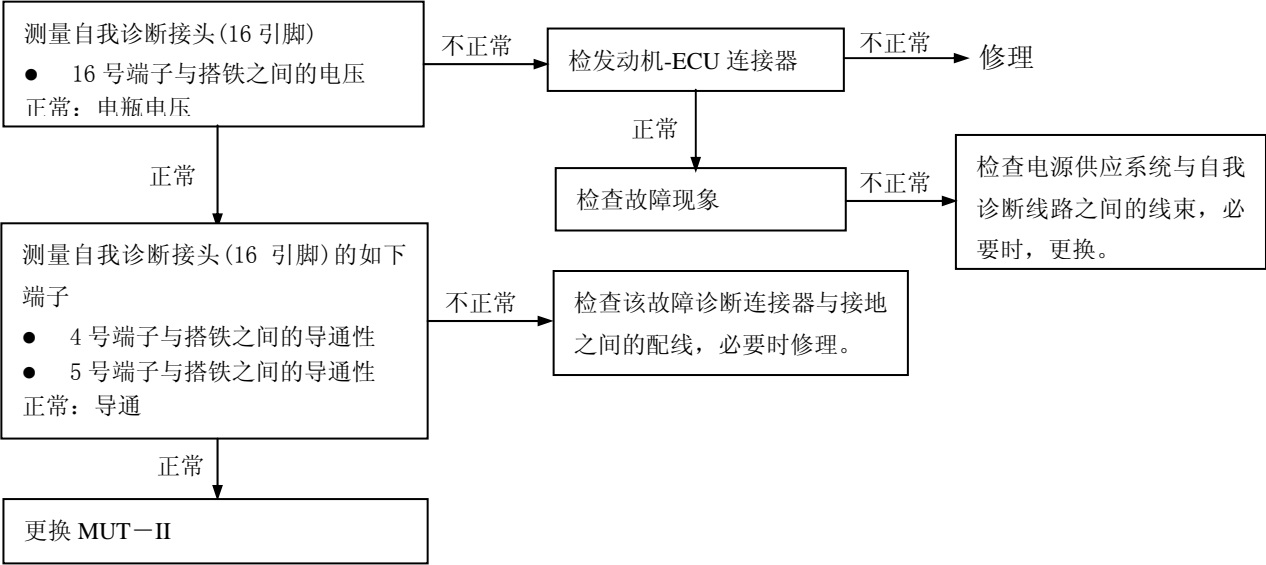 测量自我诊断接头(16 引脚)
● 16 号端子与搭铁之间的电压
正常：电瓶电压
不正常
检发动机-ECU 连接器
不正常
修理
正常
正常
检查故障现象
不正常
检查电源供应系统与自我
诊断线路之间的线束，必
要时，更换。
测量自我诊断接头(16 引脚)的如下
端子
● 4 号端子与搭铁之间的导通性
● 5 号端子与搭铁之间的导通性
正常：导通
不正常
检查该故障诊断连接器与接地
之间的配线，必要时修理。
正常
更换 MUT－II